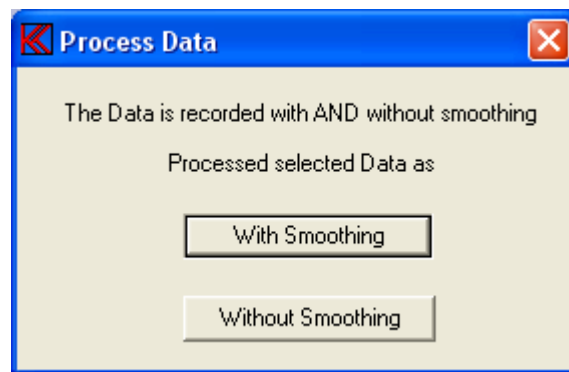 Process Data
The Data is recorded with AND without smoothing
Processed selected Data as
With Smoothing
Without Smoothing